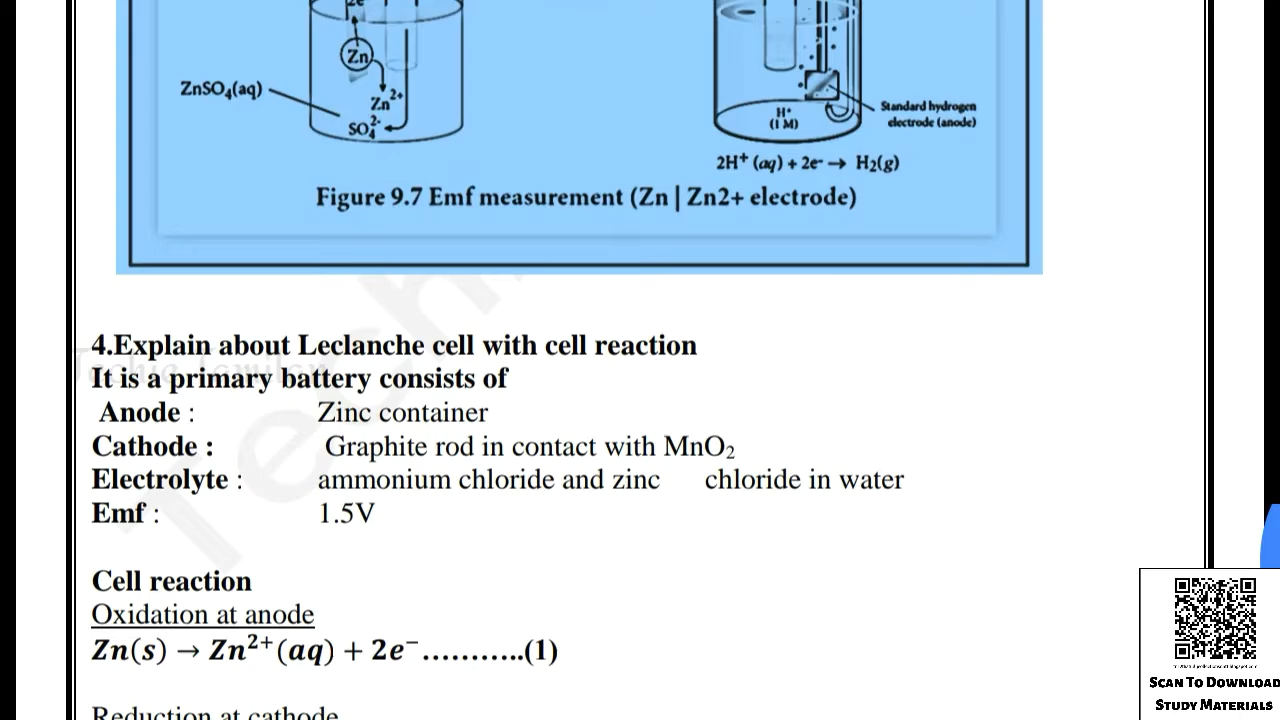 2e
Zn
ZnSO₄(aq)
Zn²⁺
SO₄²⁻
H⁺
(1 M)
Standard hydrogen
electrode (anode)
2H⁺ (aq) + 2e⁻ → H₂(g)
Figure 9.7 Emf measurement (Zn | Zn2+ electrode)
4.Explain about Leclanche cell with cell reaction
It is a primary battery consists of
Anode : Zinc container
Cathode : Graphite rod in contact with MnO₂
Electrolyte : ammonium chloride and zinc chloride in water
Emf : 1.5V
Cell reaction
Oxidation at anode
Zn(s) → Zn²⁺(aq) + 2e⁻ ...........(1)
Reduction at cathode
SCAN TO DOWNLOAD
STUDY MATERIALS